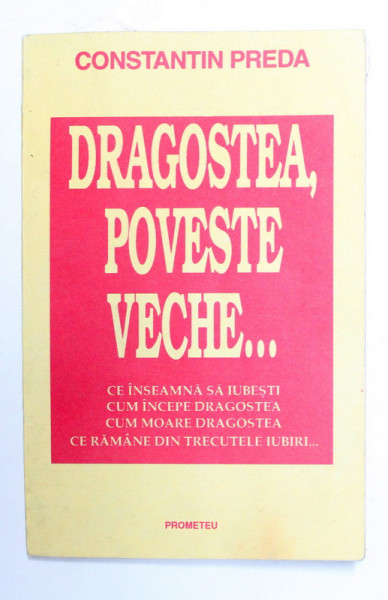 CONSTANTIN PREDA
DRAGOSTEA,
POVESTE
VECHE...
CE ÎNSEAMNĂ SĂ IUBEȘTI
CUM ÎNCEPE DRAGOSTEA
CUM MOARE DRAGOSTEA
CE RĂMÂNE DIN TRECUTELE IUBIRI...
PROMETEU